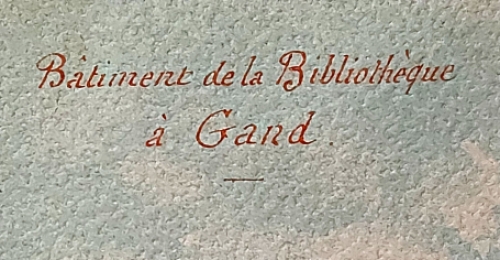 Bâtiment de la Bibliothèque
à Gand.